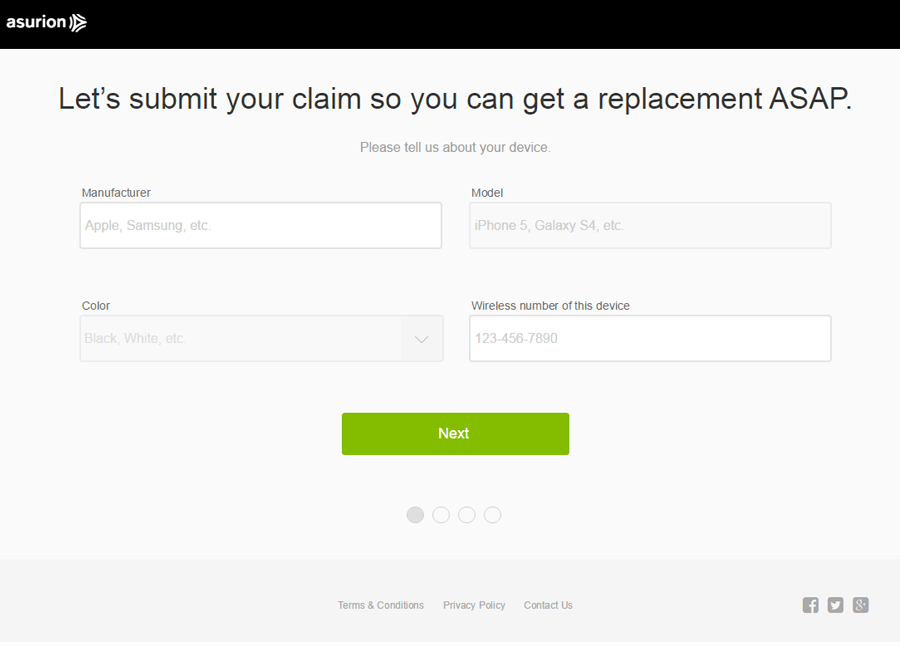 asurion
Let’s submit your claim so you can get a replacement ASAP.
Please tell us about your device.
Manufacturer
Model
Apple, Samsung, etc.
iPhone 5, Galaxy S4, etc.
Color
Wireless number of this device
Black, White, etc.
123-456-7890
Next
Terms & Conditions
Privacy Policy
Contact Us